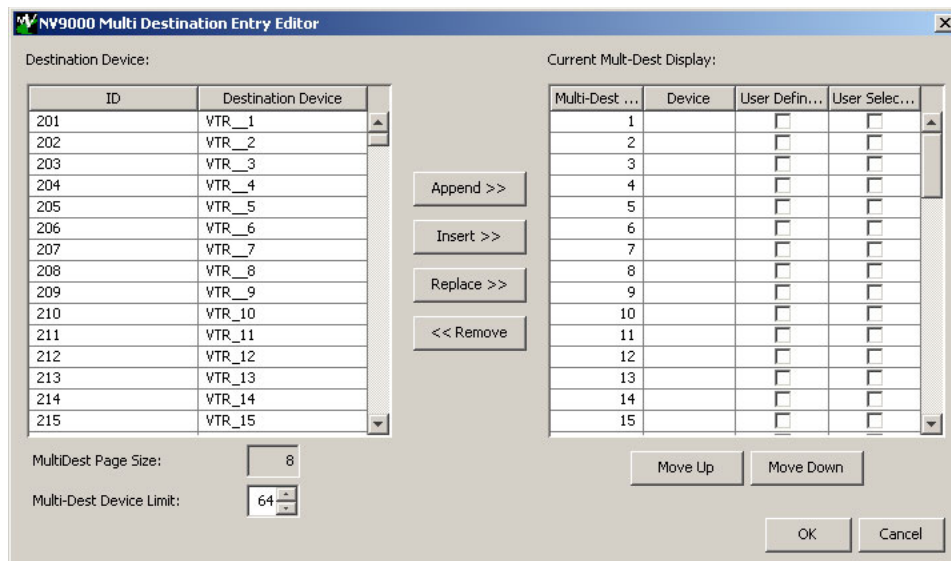 NV9000 Multi Destination Entry Editor
Destination Device:
ID Destination Device
201 VTR__1
202 VTR__2
203 VTR__3
204 VTR__4
205 VTR__5
206 VTR__6
207 VTR__7
208 VTR__8
209 VTR__9
210 VTR_10
211 VTR_11
212 VTR_12
213 VTR_13
214 VTR_14
215 VTR_15
MultiDest Page Size: 8
Multi-Dest Device Limit: 64
Append >>
Insert >>
Replace >>
<< Remove
Current Mult-Dest Display:
Multi-Dest ... Device User Defin... User Selec...
1
2
3
4
5
6
7
8
9
10
11
12
13
14
15
Move Up Move Down
OK Cancel